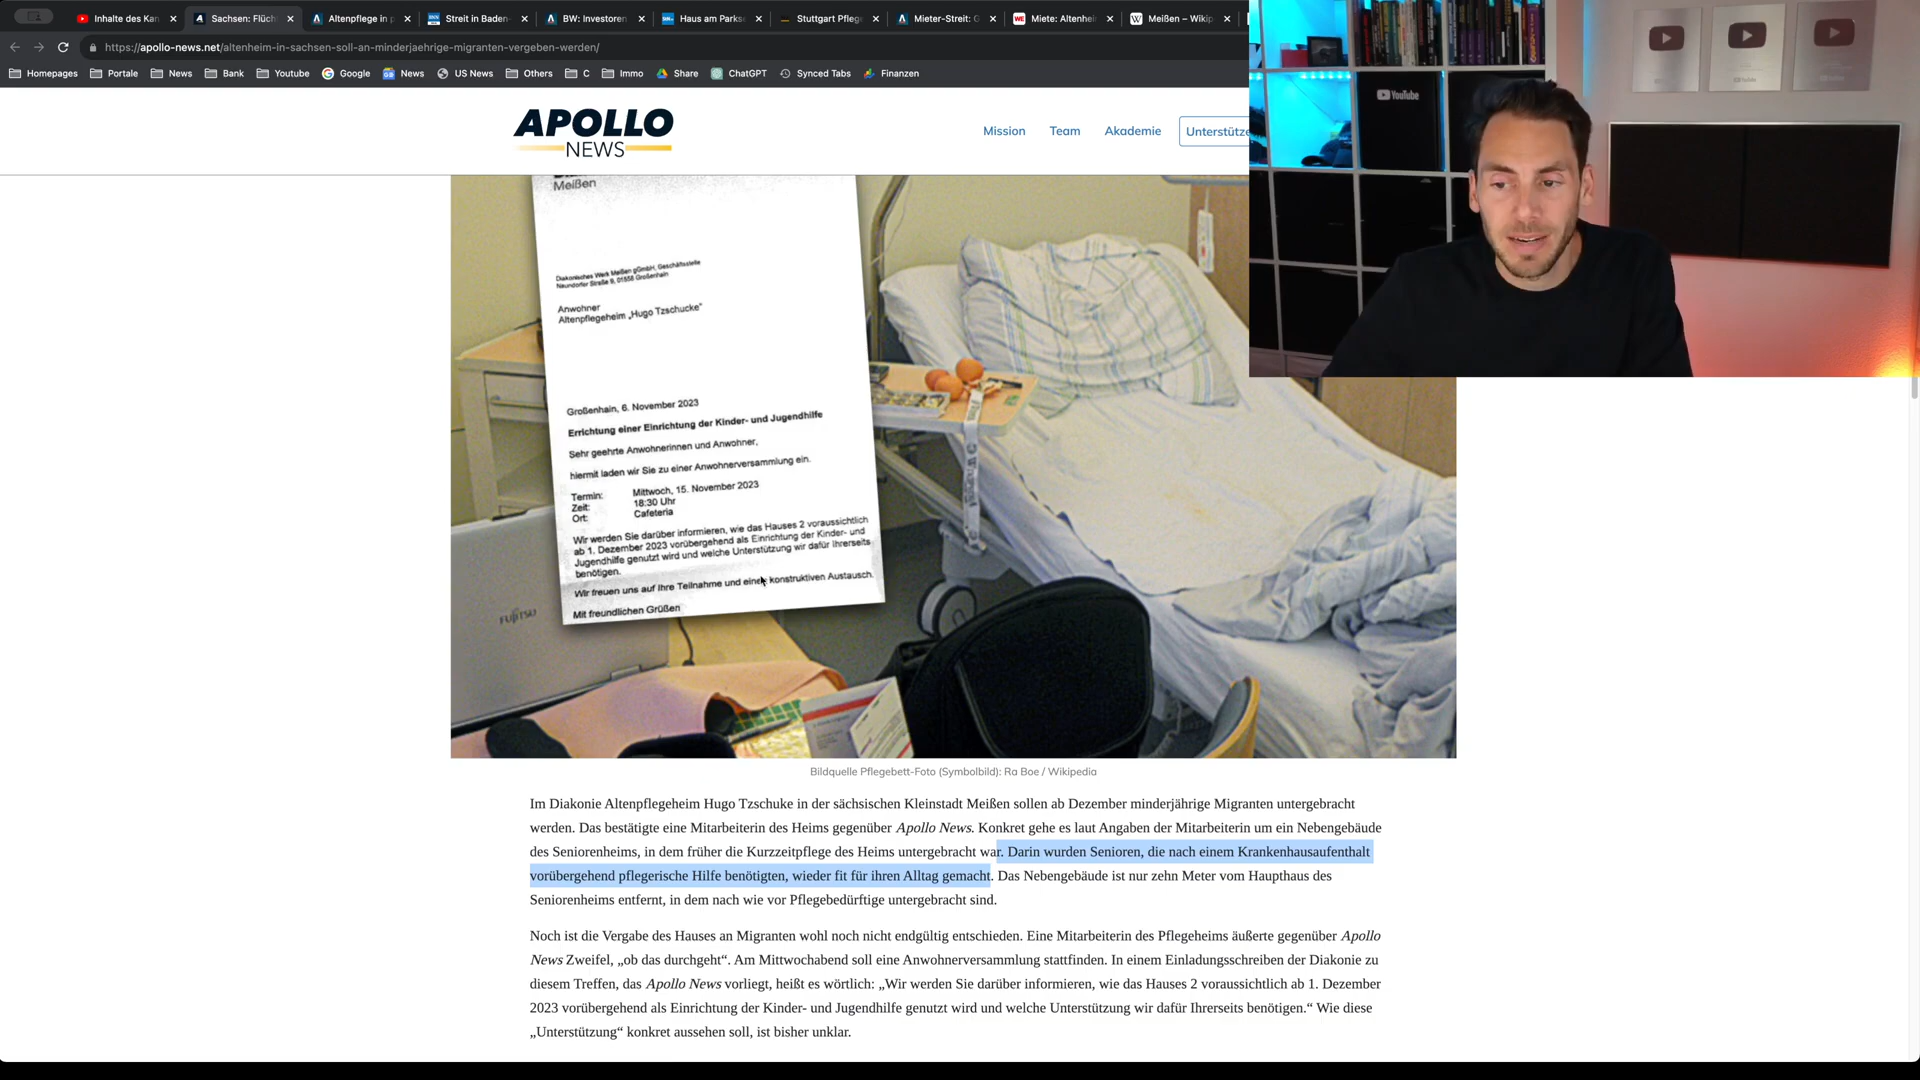 Inhalte des Kan
Sachsen: Flüch
Altenpflege in p
Streit in Baden-
BW: Investoren
Haus am Parkse
Stuttgart Pflege
Mieter-Streit: G
Miete: Altenhei
Meißen – Wikip
https://apollo-news.net/altenheim-in-sachsen-soll-an-minderjaehrige-migranten-vergeben-werden/
Homepages
Portale
News
Bank
Youtube
Google
News
US News
Others
C
Immo
Share
ChatGPT
Synced Tabs
Finanzen
YouTube
APOLLO
NEWS
Mission
Team
Akademie
Unterstütze
Meißen
Diakonisches Werk Meißen gGmbH, Geschäftsstelle
Neundorfer Straße 9, 01558 Großenhain
Anwohner
Altenpflegeheim „Hugo Tzschucke"
Großenhain, 6. November 2023
Errichtung einer Einrichtung der Kinder- und Jugendhilfe
Sehr geehrte Anwohnerinnen und Anwohner,
hiermit laden wir Sie zu einer Anwohnerversammlung ein.
Termin: Mittwoch, 15. November 2023
Zeit: 18:30 Uhr
Ort: Cafeteria
Wir werden Sie darüber informieren, wie das Hauses 2 voraussichtlich
ab 1. Dezember 2023 vorübergehend als Einrichtung der Kinder- und
Jugendhilfe genutzt wird und welche Unterstützung wir dafür Ihrerseits
benötigen.
Wir freuen uns auf Ihre Teilnahme und einen konstruktiven Austausch.
Mit freundlichen Grüßen
FUJITSU
Bildquelle Pflegebett-Foto (Symbolbild): Ra Boe / Wikipedia
Im Diakonie Altenpflegeheim Hugo Tzschuke in der sächsischen Kleinstadt Meißen sollen ab Dezember minderjährige Migranten untergebracht
werden. Das bestätigte eine Mitarbeiterin des Heims gegenüber Apollo News. Konkret gehe es laut Angaben der Mitarbeiterin um ein Nebengebäude
des Seniorenheims, in dem früher die Kurzzeitpflege des Heims untergebracht war. Darin wurden Senioren, die nach einem Krankenhausaufenthalt
vorübergehend pflegerische Hilfe benötigten, wieder fit für ihren Alltag gemacht. Das Nebengebäude ist nur zehn Meter vom Haupthaus des
Seniorenheims entfernt, in dem nach wie vor Pflegebedürftige untergebracht sind.
Noch ist die Vergabe des Hauses an Migranten wohl noch nicht endgültig entschieden. Eine Mitarbeiterin des Pflegeheims äußerte gegenüber Apollo
News Zweifel, „ob das durchgeht“. Am Mittwochabend soll eine Anwohnerversammlung stattfinden. In einem Einladungsschreiben der Diakonie zu
diesem Treffen, das Apollo News vorliegt, heißt es wörtlich: „Wir werden Sie darüber informieren, wie das Hauses 2 voraussichtlich ab 1. Dezember
2023 vorübergehend als Einrichtung der Kinder- und Jugendhilfe genutzt wird und welche Unterstützung wir dafür Ihrerseits benötigen.“ Wie diese
„Unterstützung“ konkret aussehen soll, ist bisher unklar.